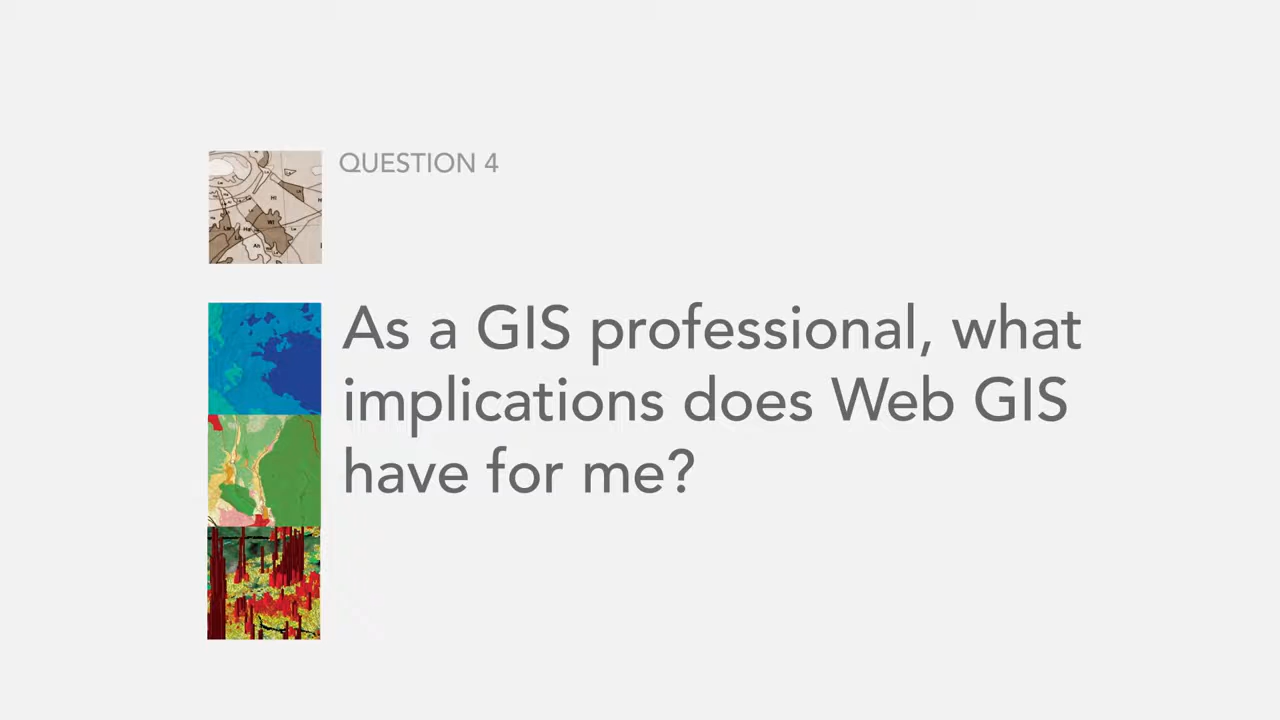 QUESTION 4
As a GIS professional, what
implications does Web GIS
have for me?